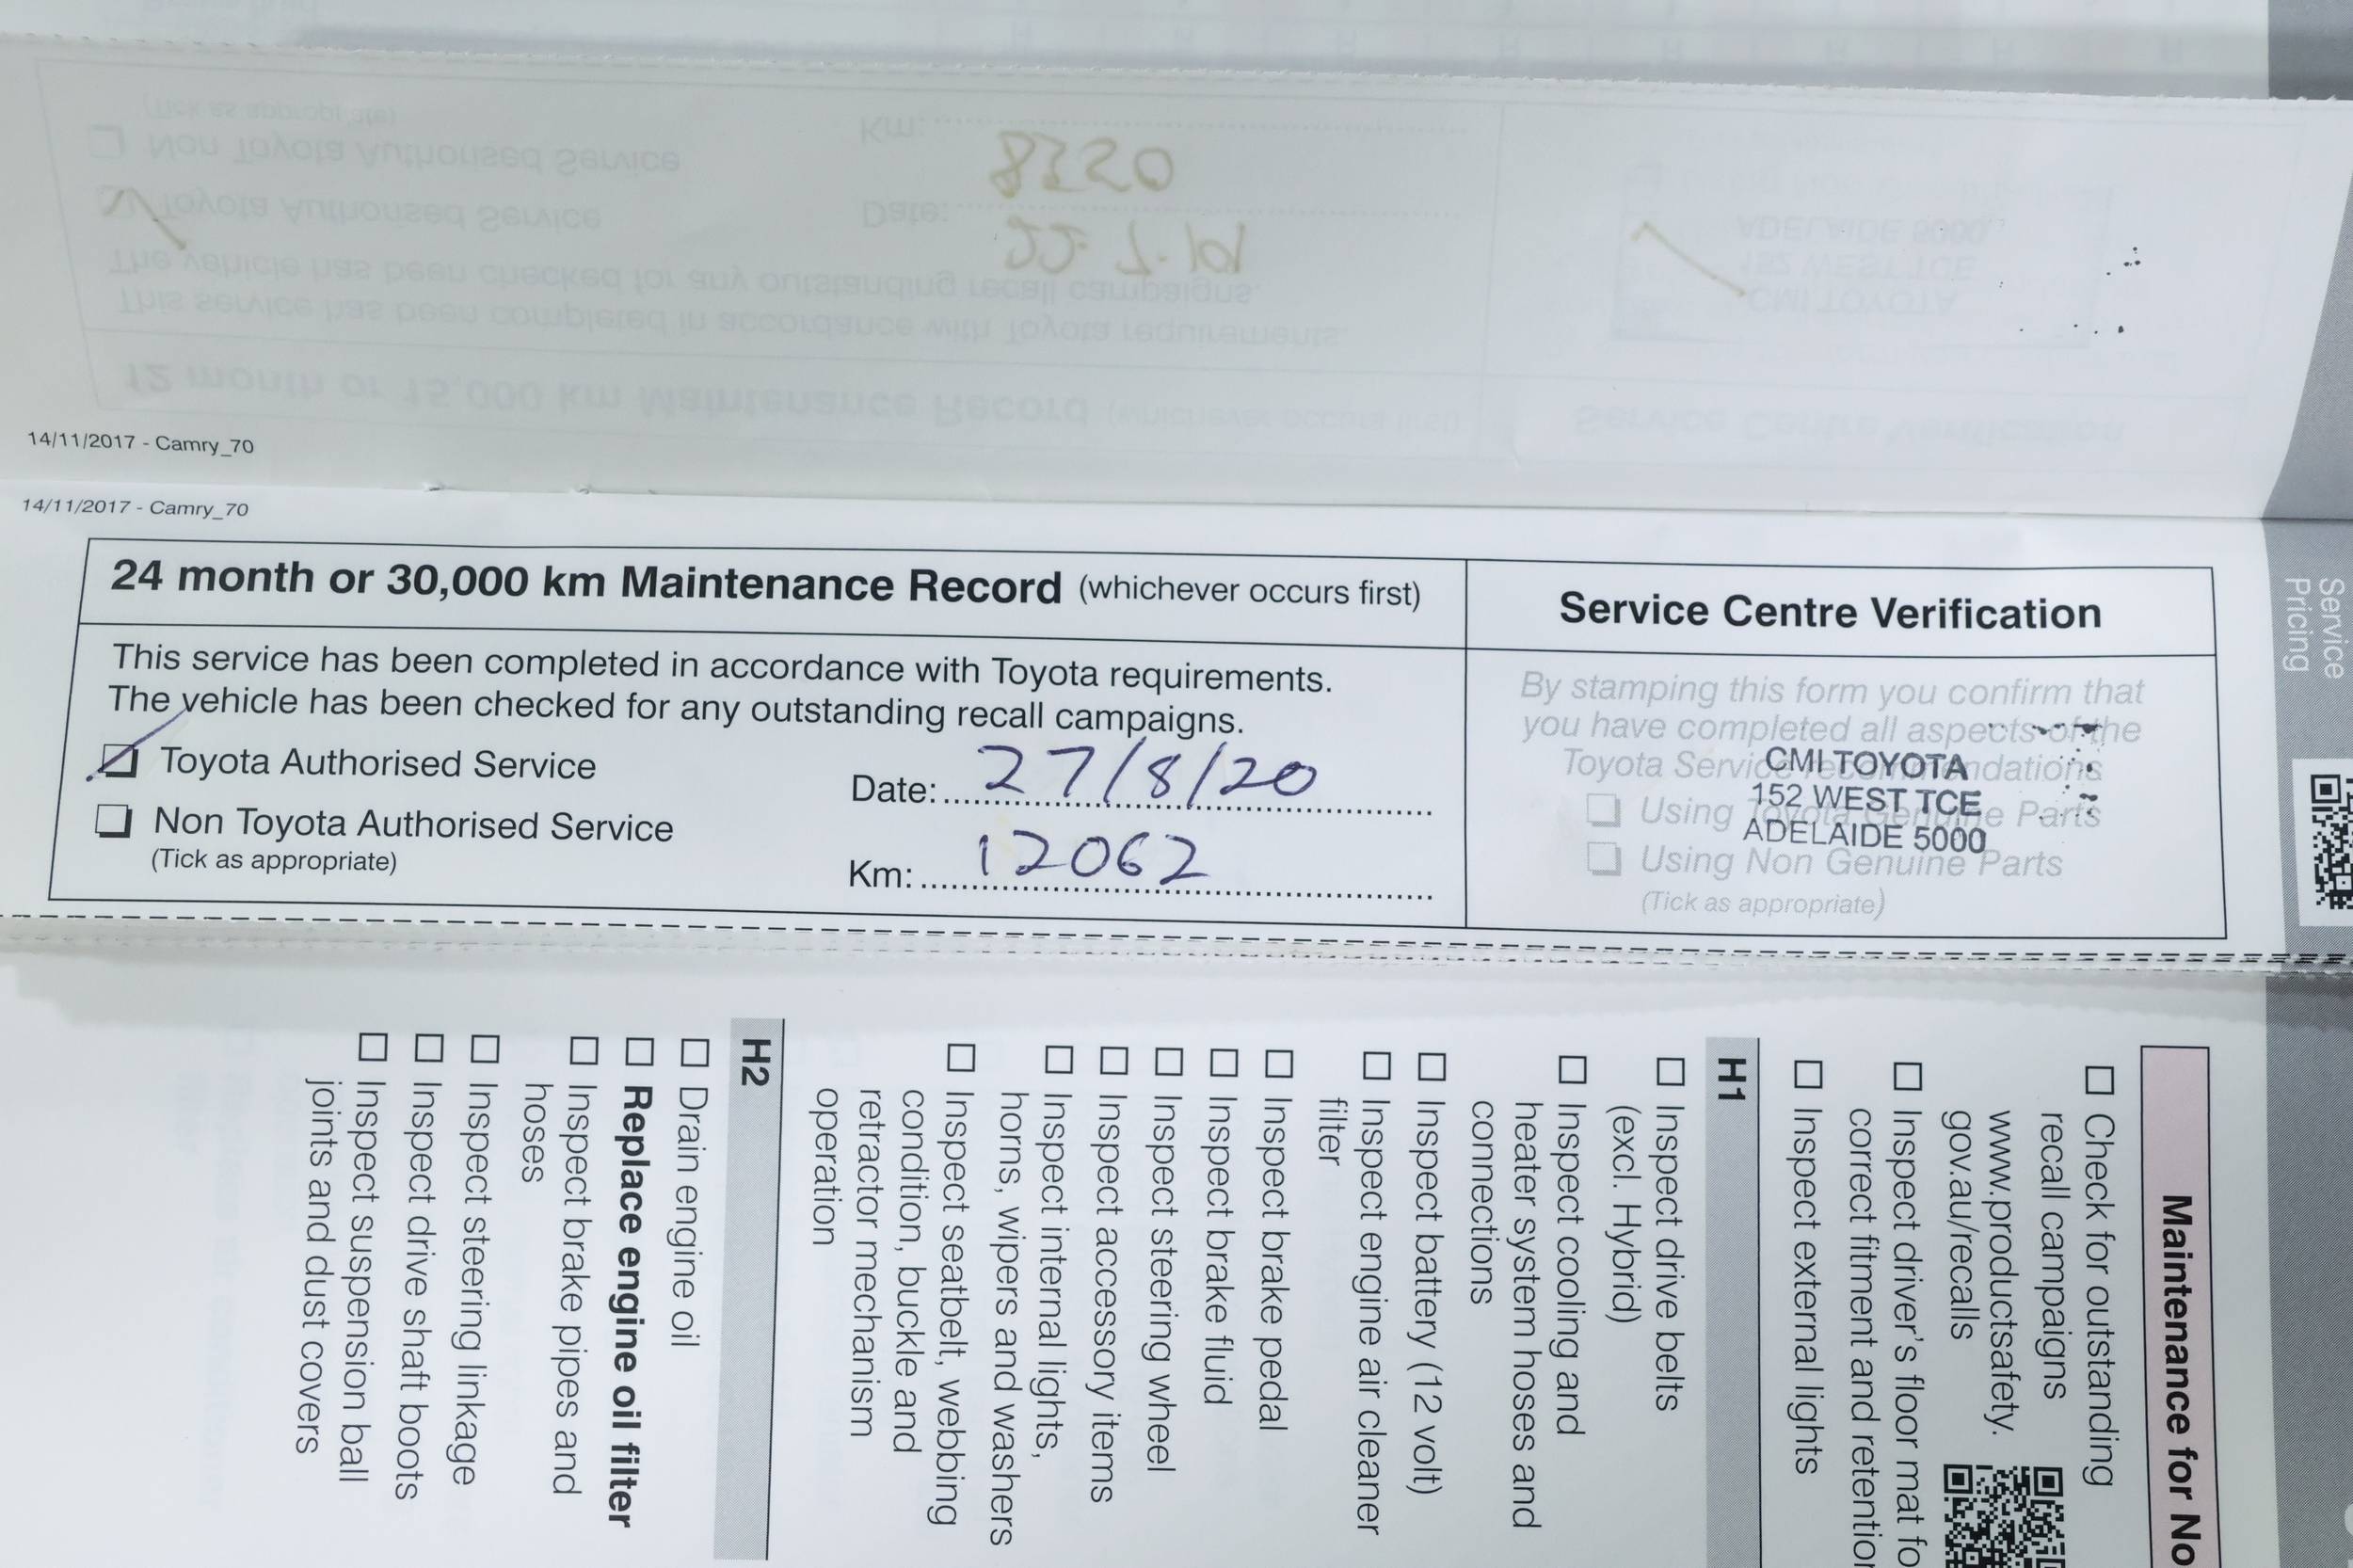 14/11/2017 - Camry_70
14/11/2017 - Camry_70
24 month or 30,000 km Maintenance Record (whichever occurs first)
This service has been completed in accordance with Toyota requirements.
The vehicle has been checked for any outstanding recall campaigns.
Toyota Authorised Service
Non Toyota Authorised Service
(Tick as appropriate)
Date: 27/8/20
Km: 12062
Service Centre Verification
By stamping this form you confirm that
you have completed all aspects of the
Toyota Service recommendations
Using Toyota Genuine Parts
Using Non Genuine Parts
(Tick as appropriate)
CMI TOYOTA
152 WEST TCE
ADELAIDE 5000
Service
Pricing
Maintenance for No
Check for outstanding
recall campaigns
www.productsafety.
gov.au/recalls
Inspect driver's floor mat fo
correct fitment and retention
Inspect external lights
H1
Inspect drive belts
(excl. Hybrid)
Inspect cooling and
heater system hoses and
connections
Inspect battery (12 volt)
Inspect engine air cleaner
filter
Inspect brake pedal
Inspect brake fluid
Inspect steering wheel
Inspect accessory items
Inspect internal lights,
horns, wipers and washers
Inspect seatbelt, webbing
condition, buckle and
retractor mechanism
operation
H2
Drain engine oil
Replace engine oil filter
Inspect brake pipes and
hoses
Inspect steering linkage
Inspect drive shaft boots
Inspect suspension ball
joints and dust covers